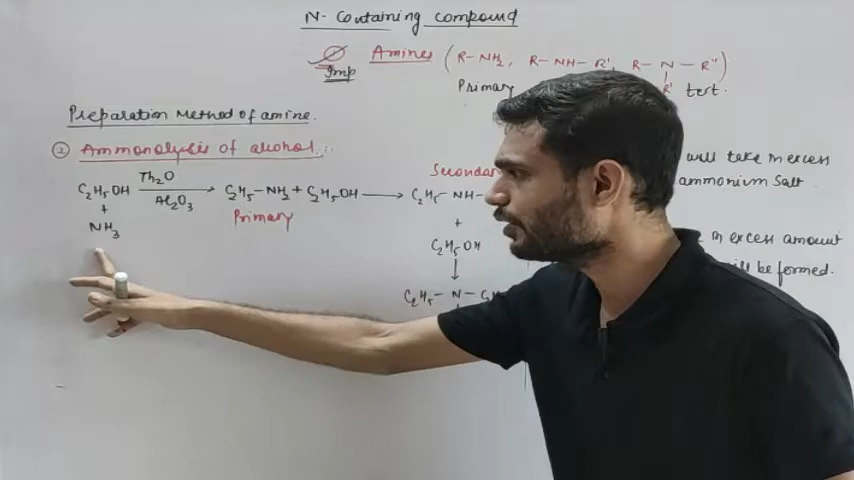 N- Containing compound
Imp
Amines ( R- NH₂, R- NH- R', R- N - R'' )
Primary R' tert.
Preparation Method of amine.
② Ammonolysis of alcohol :
C₂H₅OH Th₂O Al₂O₃ → C₂H₅-NH₂ + C₂H₅OH → C₂H₅- NH-
+
NH₃
Primary
Secondar
+
C₂H₅OH
↓
C₂H₅- N -
will take in excess
ammonium salt
in excess amount
will be formed.